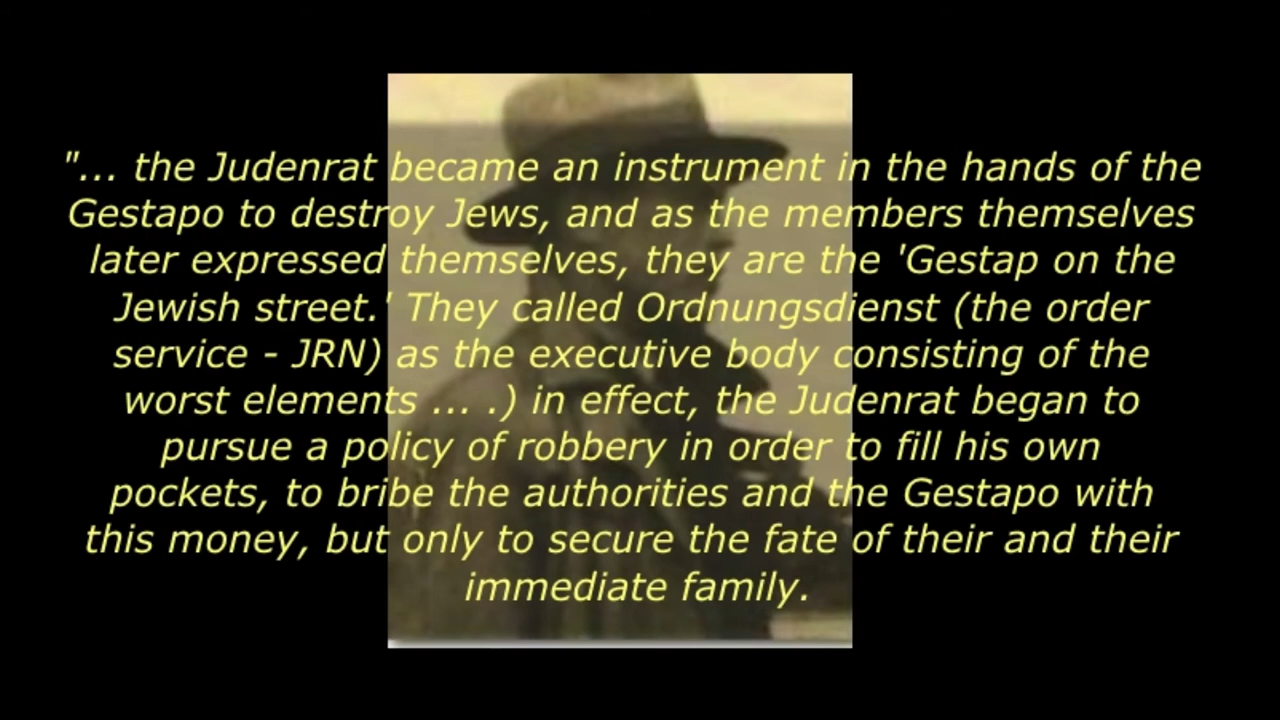 "... the Judenrat became an instrument in the hands of the
Gestapo to destroy Jews, and as the members themselves
later expressed themselves, they are the 'Gestap on the
Jewish street.' They called Ordnungsdienst (the order
service - JRN) as the executive body consisting of the
worst elements ... .) in effect, the Judenrat began to
pursue a policy of robbery in order to fill his own
pockets, to bribe the authorities and the Gestapo with
this money, but only to secure the fate of their and their
immediate family.